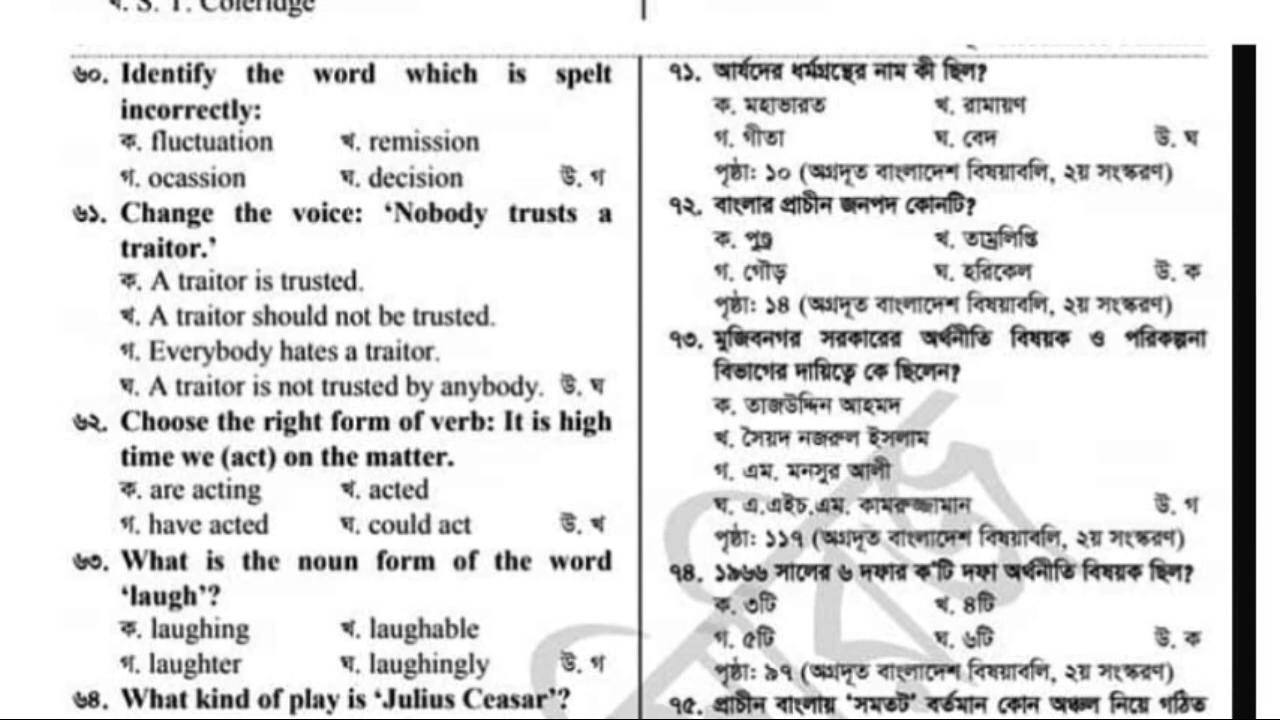 খ. S. T. Coleridge
৬০. Identify the word which is spelt
incorrectly:
ক. fluctuation খ. remission
গ. ocassion ঘ. decision উ. গ
৬১. Change the voice: ‘Nobody trusts a
traitor.’
ক. A traitor is trusted.
খ. A traitor should not be trusted.
গ. Everybody hates a traitor.
ঘ. A traitor is not trusted by anybody. উ. ঘ
৬২. Choose the right form of verb: It is high
time we (act) on the matter.
ক. are acting খ. acted
গ. have acted ঘ. could act উ. খ
৬৩. What is the noun form of the word
‘laugh’?
ক. laughing খ. laughable
গ. laughter ঘ. laughingly উ. গ
৬৪. What kind of play is ‘Julius Ceasar’?
৭১. আর্যদের ধর্মগ্রন্থের নাম কী ছিল?
ক. মহাভারত খ. রামায়ণ
গ. গীতা ঘ. বেদ উ. ঘ
পৃষ্ঠা: ১০ (অগ্রদূত বাংলাদেশ বিষয়াবলি, ২য় সংস্করণ)
৭২. বাংলার প্রাচীন জনপদ কোনটি?
ক. পুণ্ড্র খ. তাম্রলিপ্তি
গ. গৌড় ঘ. হরিকেল উ. ক
পৃষ্ঠা: ১৪ (অগ্রদূত বাংলাদেশ বিষয়াবলি, ২য় সংস্করণ)
৭৩. মুজিবনগর সরকারের অর্থনীতি বিষয়ক ও পরিকল্পনা
বিভাগের দায়িত্বে কে ছিলেন?
ক. তাজউদ্দিন আহমদ
খ. সৈয়দ নজরুল ইসলাম
গ. এম. মনসুর আলী
ঘ. এ.এইচ.এম. কামরুজ্জামান উ. গ
পৃষ্ঠা: ১১৭ (অগ্রদূত বাংলাদেশ বিষয়াবলি, ২য় সংস্করণ)
৭৪. ১৯৬৬ সালের ৬ দফার ক'টি দফা অর্থনীতি বিষয়ক ছিল?
ক. ৩টি খ. ৪টি
গ. ৫টি ঘ. ৬টি উ. ক
পৃষ্ঠা: ৯৭ (অগ্রদূত বাংলাদেশ বিষয়াবলি, ২য় সংস্করণ)
৭৫. প্রাচীন বাংলায় ‘সমতট’ বর্তমান কোন অঞ্চল নিয়ে গঠিত